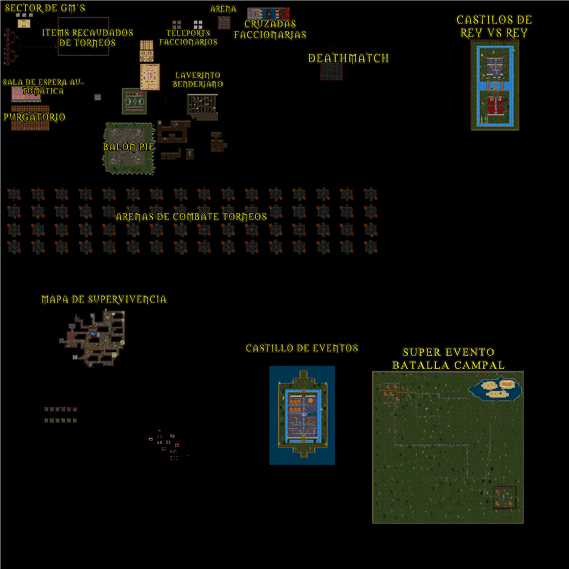 SECTOR DE GM'S
ARENA
CRUZADAS
FACCIONARIAS
CASTILOS DE
REY VS REY
ITEMS RECAUDADOS
DE TORNEOS
TELEPORTS
FACCIONARIOS
DEATHMATCH
SALA DE ESPERA AU-
TOMÁTICA
LAVERINTO
BENDERIANO
PURGATORIO
BALÓN PIE
ARENAS DE COMBATE TORNEOS
MAPA DE SUPERVIVENCIA
CASTILLO DE EVENTOS
SUPER EVENTO
BATALLA CAMPAL